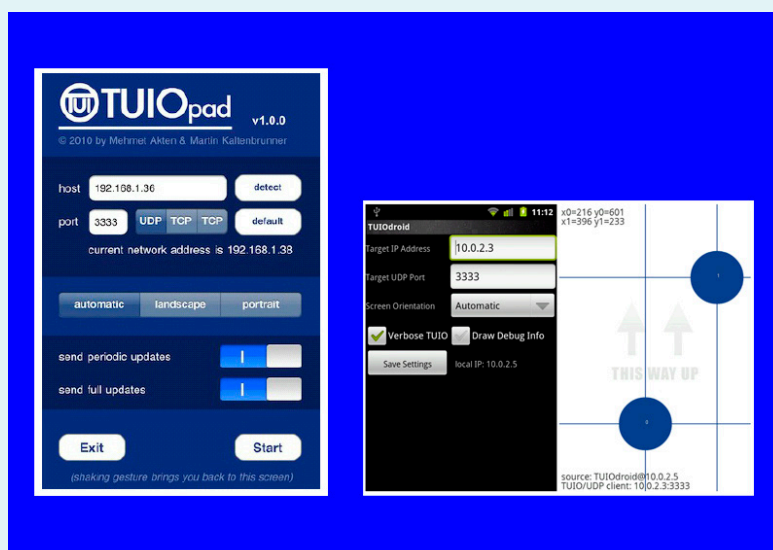 TUI TUIOpad v1.0.0
© 2010 by Mehmet Akten & Martin Kaltenbrunner
host 192.168.1.36 detect
port 3333 UDP TCP TCP default
current network address is 192.168.1.38
automatic landscape portrait
send periodic updates
send full updates
Exit Start
(shaking gesture brings you back to this screen)
11:12
TUIOdroid
Target IP Address 10.0.2.3
Target UDP Port 3333
Screen Orientation Automatic
Verbose TUIO Draw Debug Info
Save Settings local IP: 10.0.2.5
x0=216 y0=601
x1=396 y1=233
1
THIS WAY UP
0
source: TUIOdroid@10.0.2.5
TUIO/UDP client: 10.0.2.3:3333